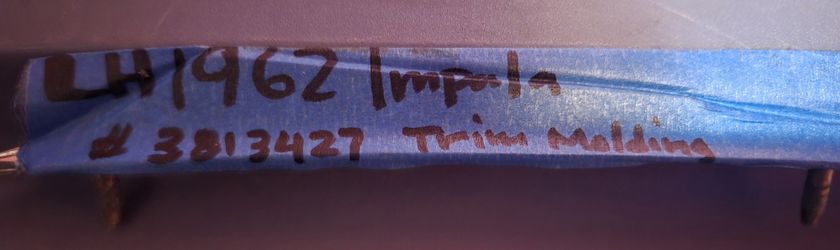 LH 1962 Impala
# 3813427 Trim Molding